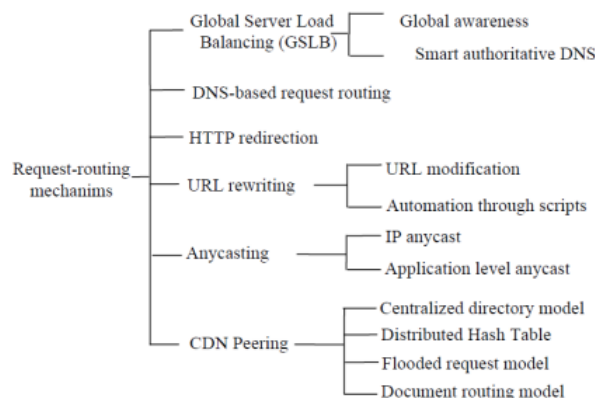 Global Server Load
Balancing (GSLB)
Global awareness
Smart authoritative DNS
DNS-based request routing
HTTP redirection
Request-routing
mechanims
URL rewriting
URL modification
Automation through scripts
Anycasting
IP anycast
Application level anycast
CDN Peering
Centralized directory model
Distributed Hash Table
Flooded request model
Document routing model